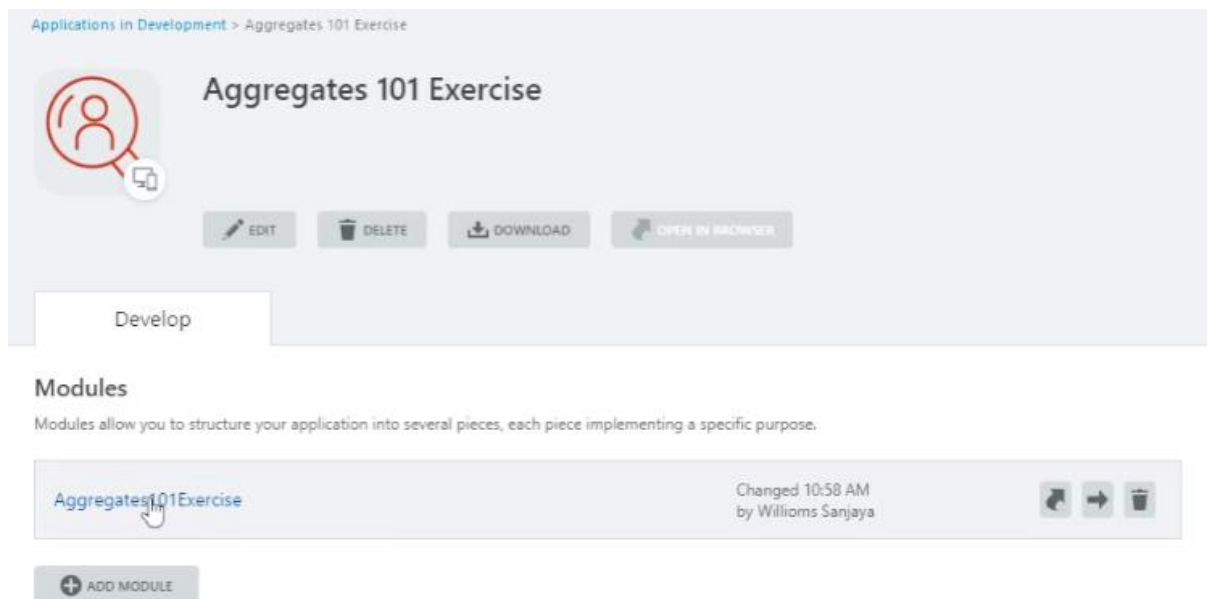 Applications in Development > Aggregates 101 Exercise
Aggregates 101 Exercise
EDIT
DELETE
DOWNLOAD
OPEN IN BROWSER
Develop
Modules
Modules allow you to structure your application into several pieces, each piece implementing a specific purpose.
Aggregates101Exercise
Changed 10:58 AM
by Willioms Sanjaya
ADD MODULE